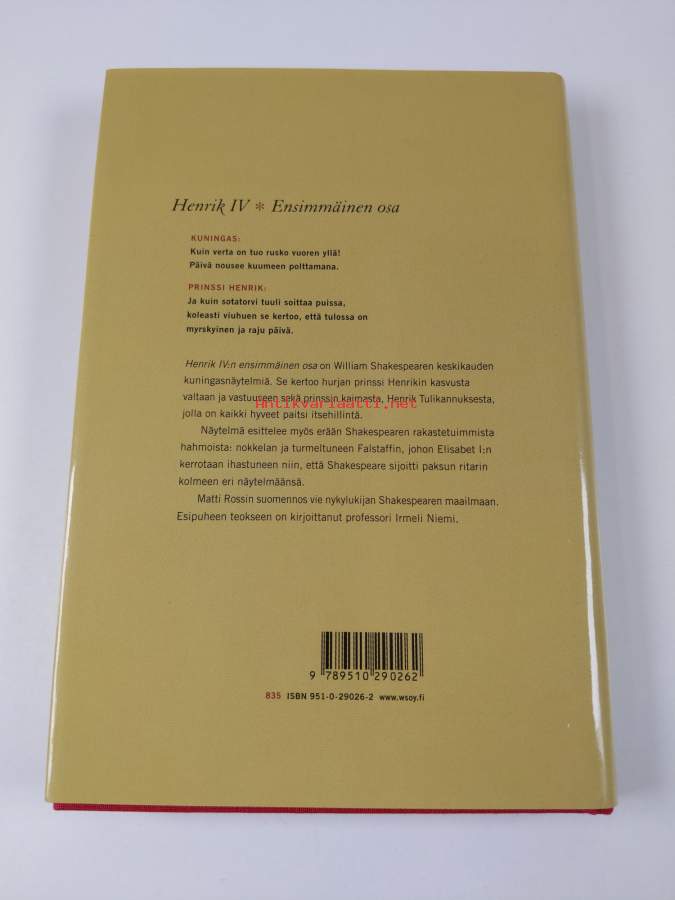 Henrik IV * Ensimmäinen osa
KUNINGAS:
Kuin verta on tuo rusko vuoren yllä!
Päivä nousee kuumeen polttamana.
PRINSSI HENRIK:
Ja kuin sotatorvi tuuli soittaa puissa,
koleasti viuhuen se kertoo, että tulossa on
myrskyinen ja raju päivä.
Henrik IV:n ensimmäinen osa on William Shakespearen keskikauden
kuningasnäytelmiä. Se kertoo hurjan prinssi Henrikin kasvusta
valtaan ja vastuuseen sekä prinssin kaimasta, Henrik Tulikannuksesta,
Antikvariaatti.net
jolla on kaikki hyveet paitsi itsehillintä.
Näytelmä esittelee myös erään Shakespearen rakastetuimmista
hahmoista: nokkelan ja turmeltuneen Falstaffin, johon Elisabet I:n
kerrotaan ihastuneen niin, että Shakespeare sijoitti paksun ritarin
kolmeen eri näytelmäänsä.
Matti Rossin suomennos vie nykylukijan Shakespearen maailmaan.
Esipuheen teokseen on kirjoittanut professori Irmeli Niemi.
9 789510 290262
835 ISBN 951-0-29026-2 www.wsoy.fi